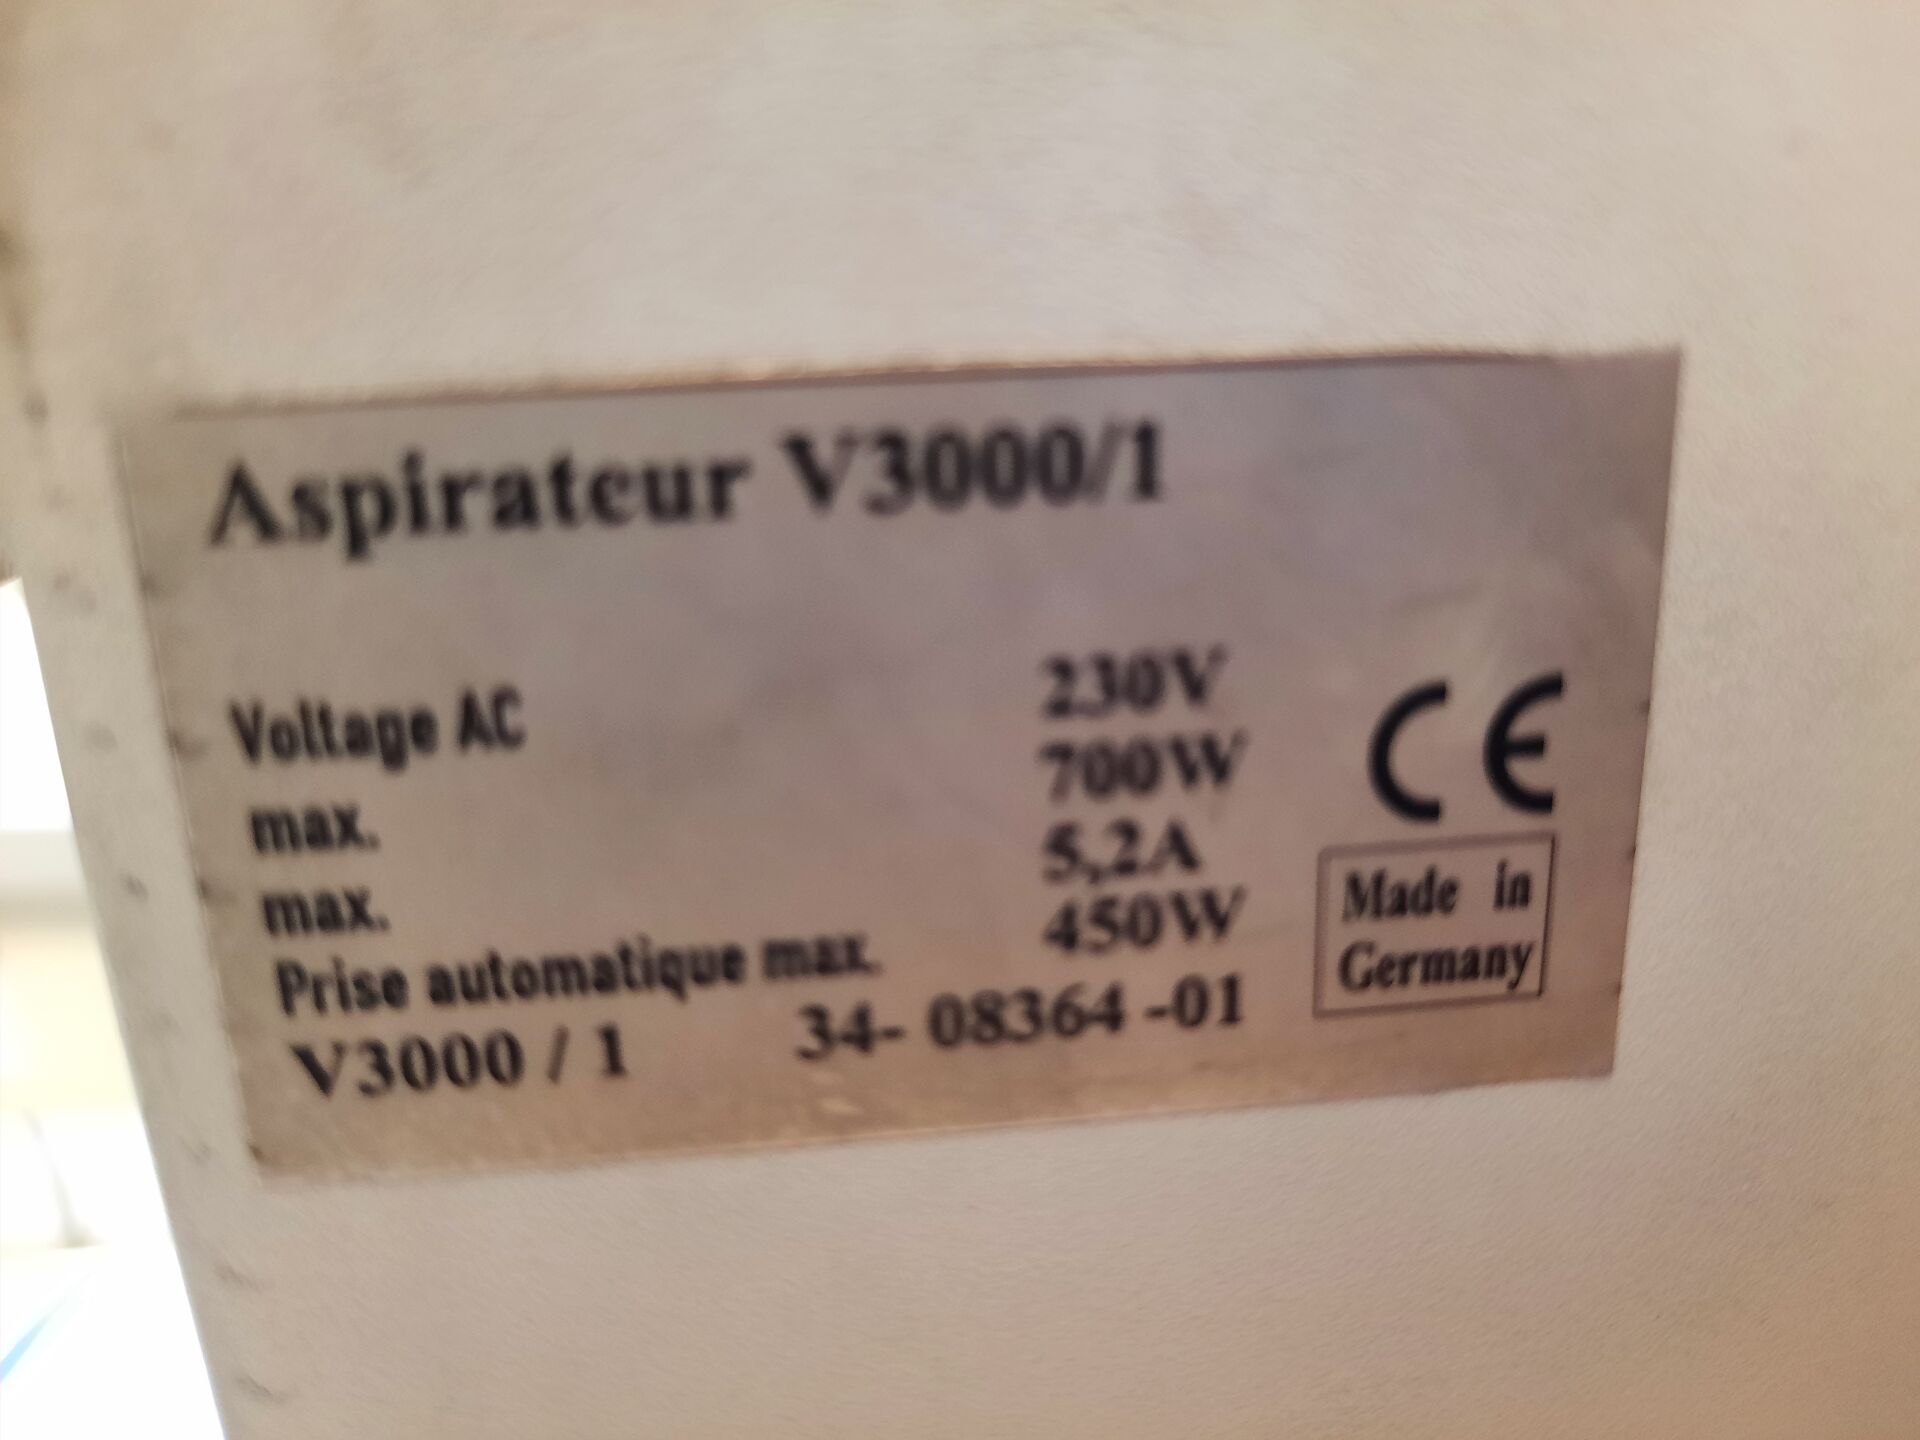 Aspirateur V3000/1
Voltage AC 230V
max. 700W
max. 5,2A
Prise automatique max. 450W
V3000 / 1 34- 08364 -01
CE
Made in
Germany